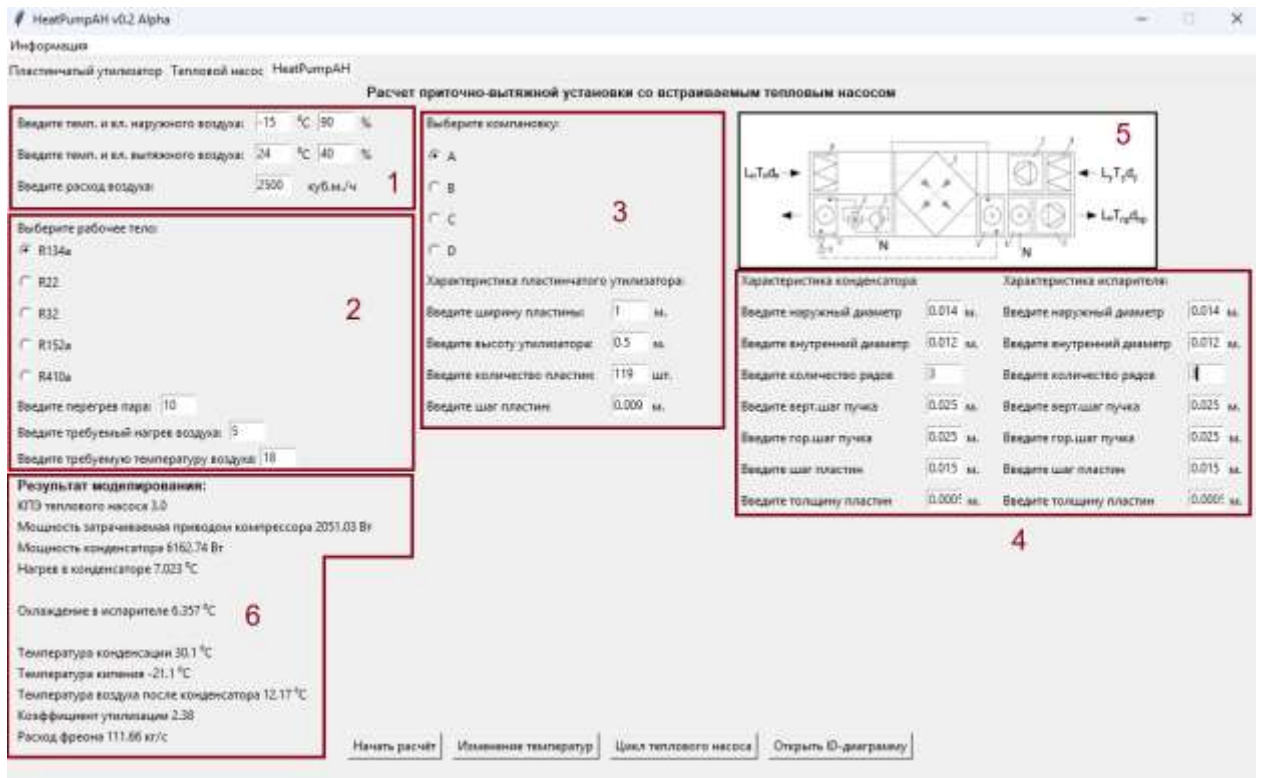 HeatPumpAH v0.2 Alpha
Информация
Пластинчатый утилизатор Тепловой насос HeatPumpAH
Расчет приточно-вытяжной установки со встраиваемым тепловым насосом
Введите темп. и вл. наружного воздуха: -15 °C 90 %
Введите темп. и вл. вытяжного воздуха: 24 °C 40 %
Введите расход воздуха: 2500 куб.м./ч
1
Выберите рабочее тело:
R134a
R22
R32
R152a
R410a
2
Введите перегрев пара: 10
Введите требуемый нагрев воздуха: 5
Введите требуемую температуру воздуха: 18
Выберите компановку:
A
B
C
D
3
Характеристика пластинчатого утилизатора:
Введите ширину пластины: 1 м.
Введите высоту утилизатора: 0.5 м.
Введите количество пластин: 119 шт.
Введите шаг пластин: 0.009 м.
5
N
N
Характеристика конденсатора:
Введите наружный диаметр 0.014 м.
Введите внутренний диаметр 0.012 м.
Введите количество рядов 3
Введите верт.шаг пучка 0.025 м.
Введите гор.шаг пучка 0.025 м.
Введите шаг пластин 0.015 м.
Введите толщину пластин 0.0005 м.
Характеристика испарителя:
Введите наружный диаметр 0.014 м.
Введите внутренний диаметр 0.012 м.
Введите количество рядов
Введите верт.шаг пучка 0.025 м.
Введите гор.шаг пучка 0.025 м.
Введите шаг пластин 0.015 м.
Введите толщину пластин 0.0005 м.
4
Результат моделирования:
КПЭ теплового насоса 3.0
Мощность затрачиваемая приводом компрессора 2051.03 Вт
Мощность конденсатора 6162.74 Вт
Нагрев в конденсаторе 7.023 °C
Охлаждение в испарителе 6.357 °C
6
Температура конденсации 30.1 °C
Температура кипения -21.1 °C
Температура воздуха после конденсатора 12.17 °C
Коэффициент утилизации 2.38
Расход фреона 111.66 кг/с
Начать расчёт Изменение температур Цикл теплового насоса Открыть ID-диаграмму